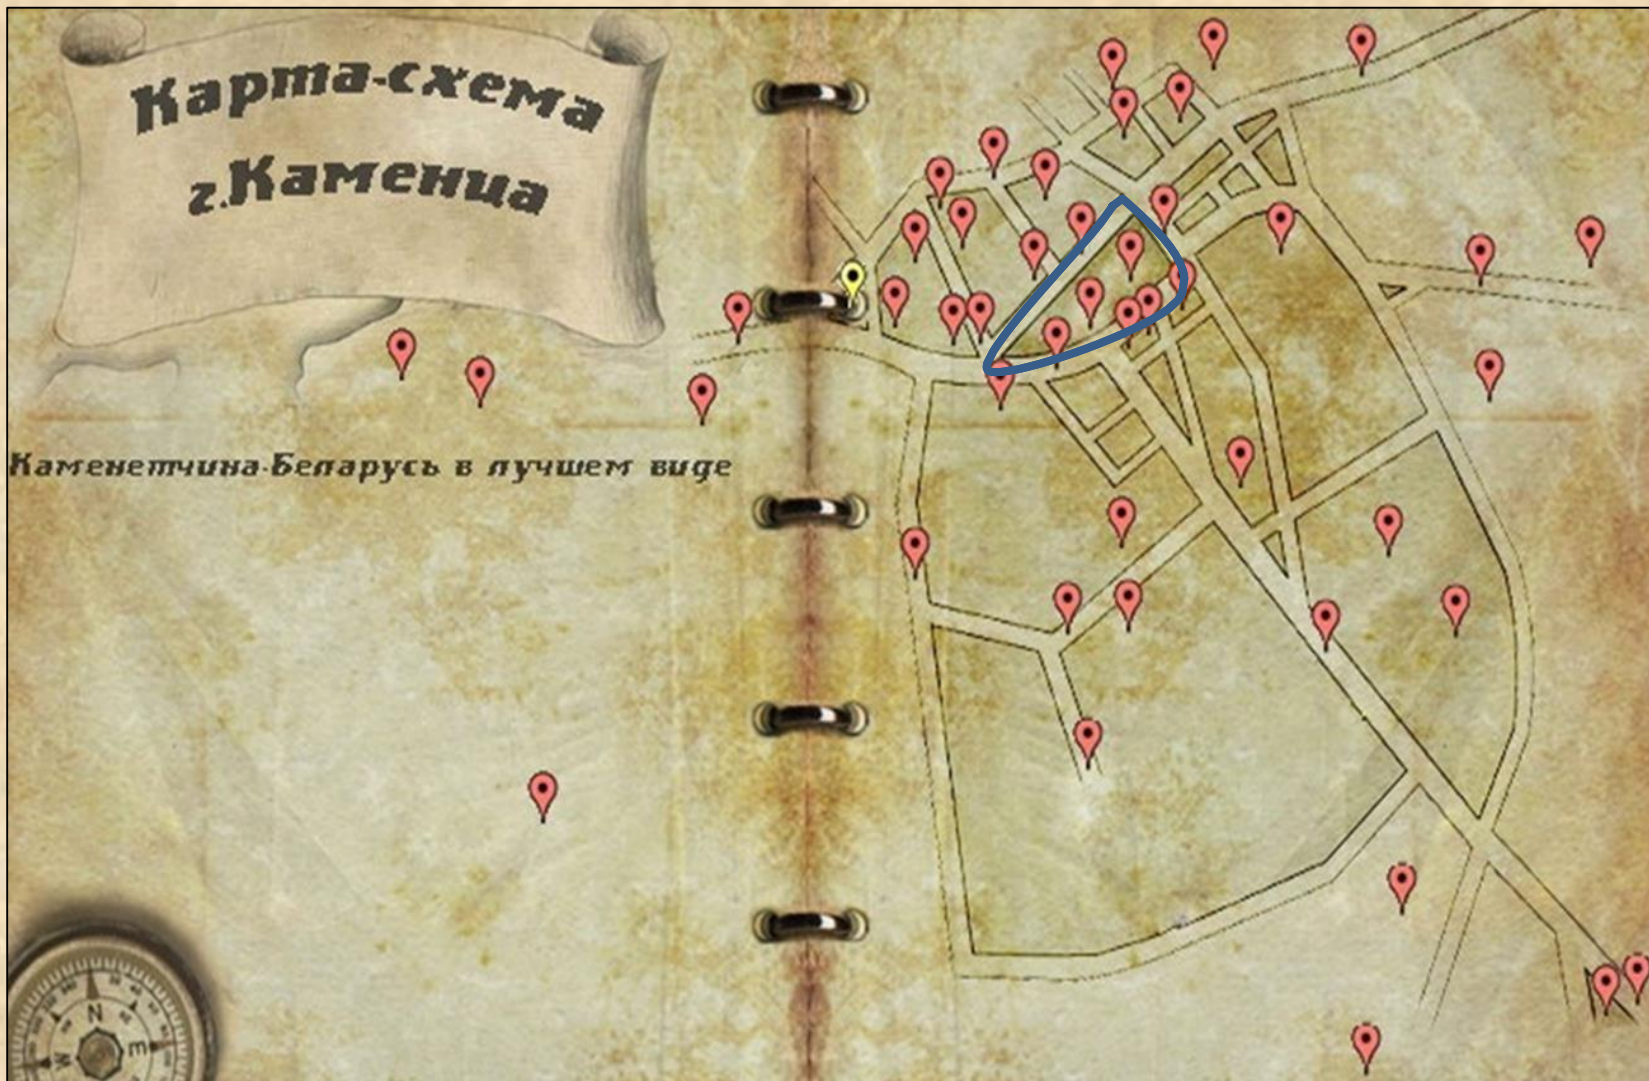 Карта-схема
г.Каменца
Каменетчина-Беларусь в лучшем виде
N
E